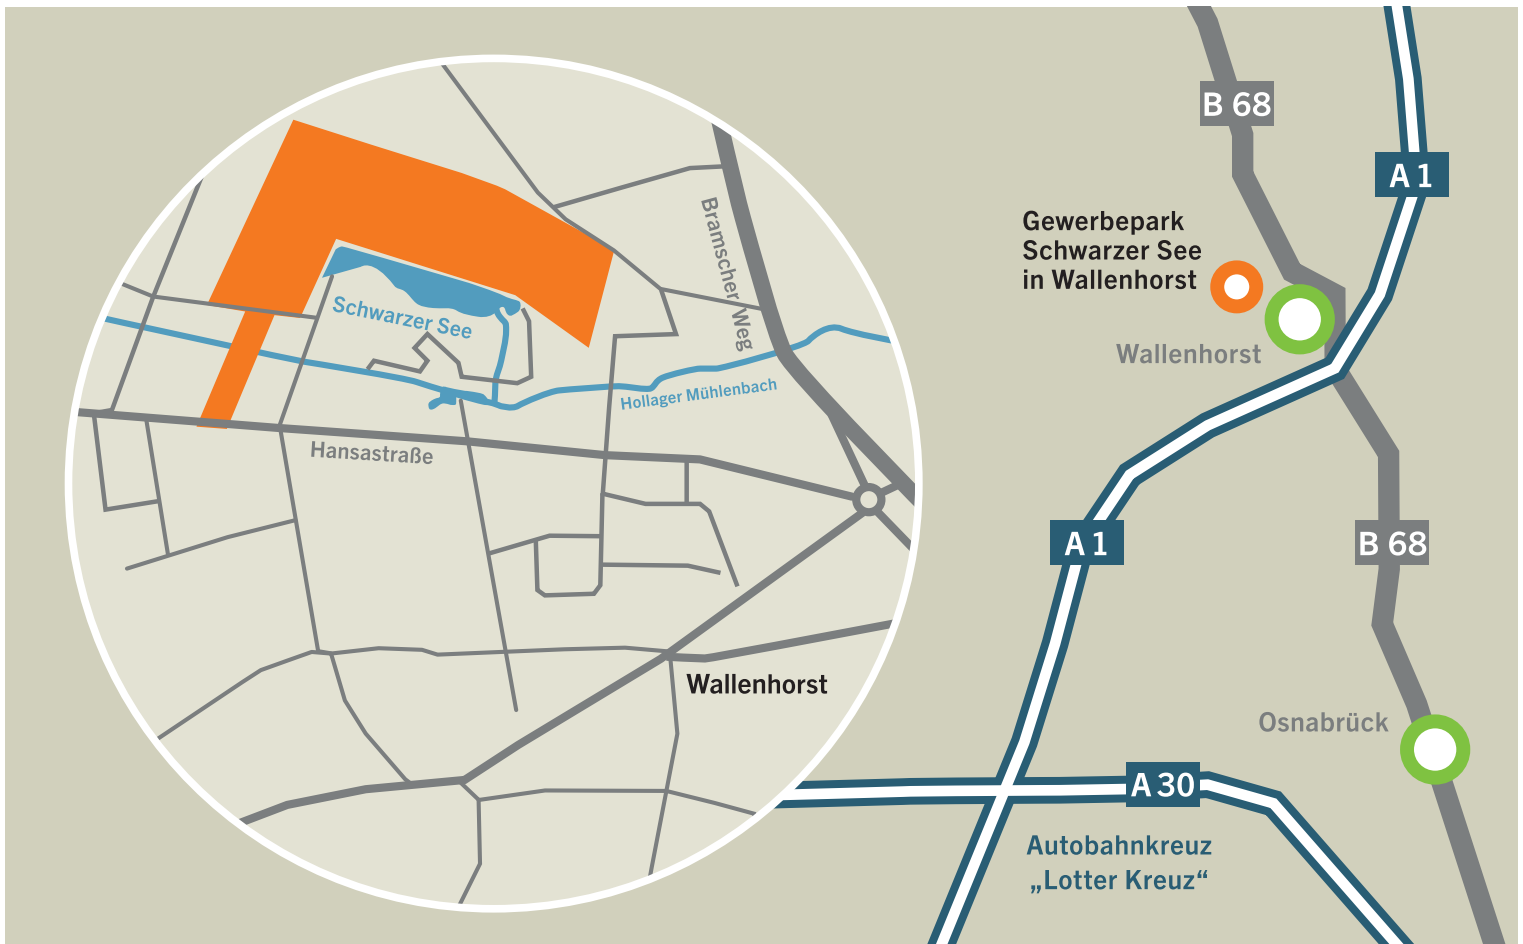 B 68
A 1
Gewerbepark
Schwarzer See
in Wallenhorst
Wallenhorst
Bramscher Weg
Schwarzer See
Hollager Mühlenbach
Hansastraße
A 1
B 68
Wallenhorst
Osnabrück
A 30
Autobahnkreuz
„Lotter Kreuz“